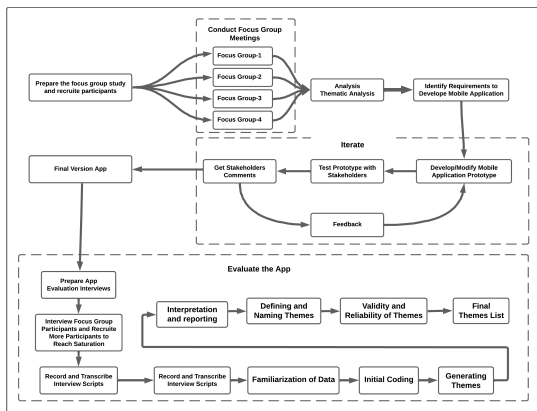 Conduct Focus Group
Meetings
Focus Group-1
Focus Group-2
Focus Group-3
Focus Group-4
Prepare the focus group study
and recruite participants
Analysis
Thematic Analysis
Identify Requirements to
Develop Mobile Application
Iterate
Final Version App
Get Stakeholders
Comments
Test Prototype with
Stakeholders
Develop/Modify Mobile
Application Prototype
Feedback
Evaluate the App
Prepare App
Evaluation Interviews
Interview Focus Group
Participants and Recruite
More Participants to
Reach Saturation
Interpretation
and reporting
Defining and
Naming Themes
Validity and
Reliability of Themes
Final
Themes List
Record and Transcribe
Interview Scripts
Record and Transcribe
Interview Scripts
Familiarization of Data
Initial Coding
Generating
Themes